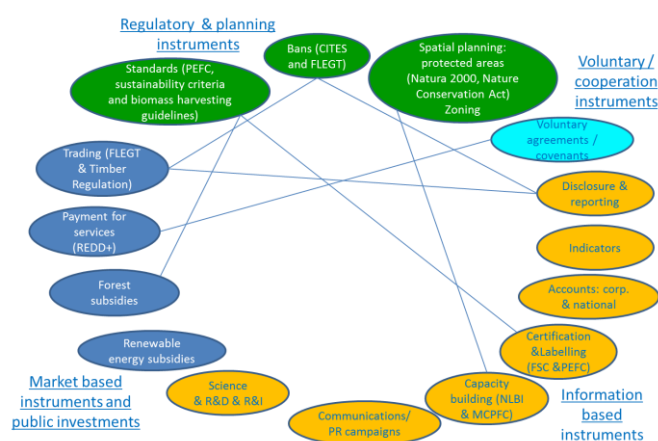 Regulatory & planning
instruments
Bans (CITES
and FLEGT)
Spatial planning:
protected areas
(Natura 2000, Nature
Conservation Act)
Zoning
Voluntary /
cooperation
instruments
Standards (PEFC,
sustainability criteria
and biomass harvesting
guidelines)
Voluntary
agreements /
covenants
Trading (FLEGT
& Timber
Regulation)
Disclosure &
reporting
Payment for
services
(REDD+)
Indicators
Forest
subsidies
Accounts: corp.
& national
Renewable
energy subsidies
Certification
&Labelling
(FSC &PEFC)
Market based
instruments and
public investments
Science
& R&D & R&I
Capacity
building (NLBI
& MCPFC)
Communications/
PR campaigns
Information
based
instruments